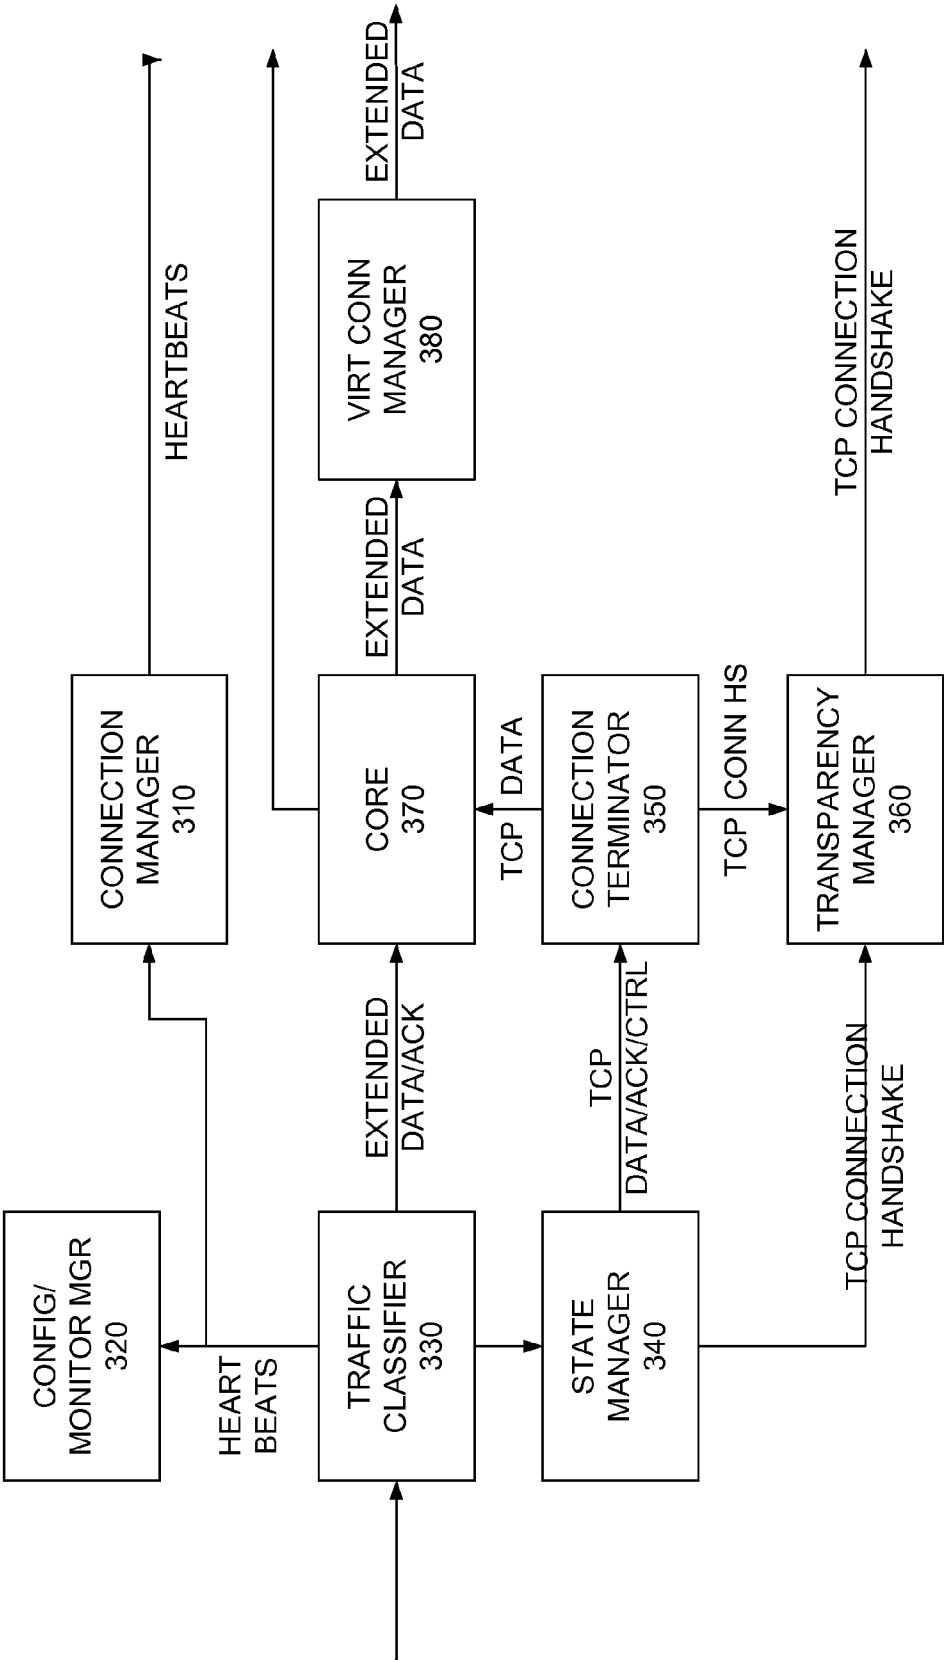 CONFIG/
MONITOR MGR
320
CONNECTION
MANAGER
310
HEARTBEATS
HEART
BEATS
TRAFFIC
CLASSIFIER
330
EXTENDED
DATA/ACK
CORE
370
EXTENDED
DATA
VIRT CONN
MANAGER
380
EXTENDED
DATA
TCP DATA
STATE
MANAGER
340
TCP
DATA/ACK/CTRL
CONNECTION
TERMINATOR
350
TCP CONN HS
TCP CONNECTION
HANDSHAKE
TRANSPARENCY
MANAGER
360
TCP CONNECTION
HANDSHAKE